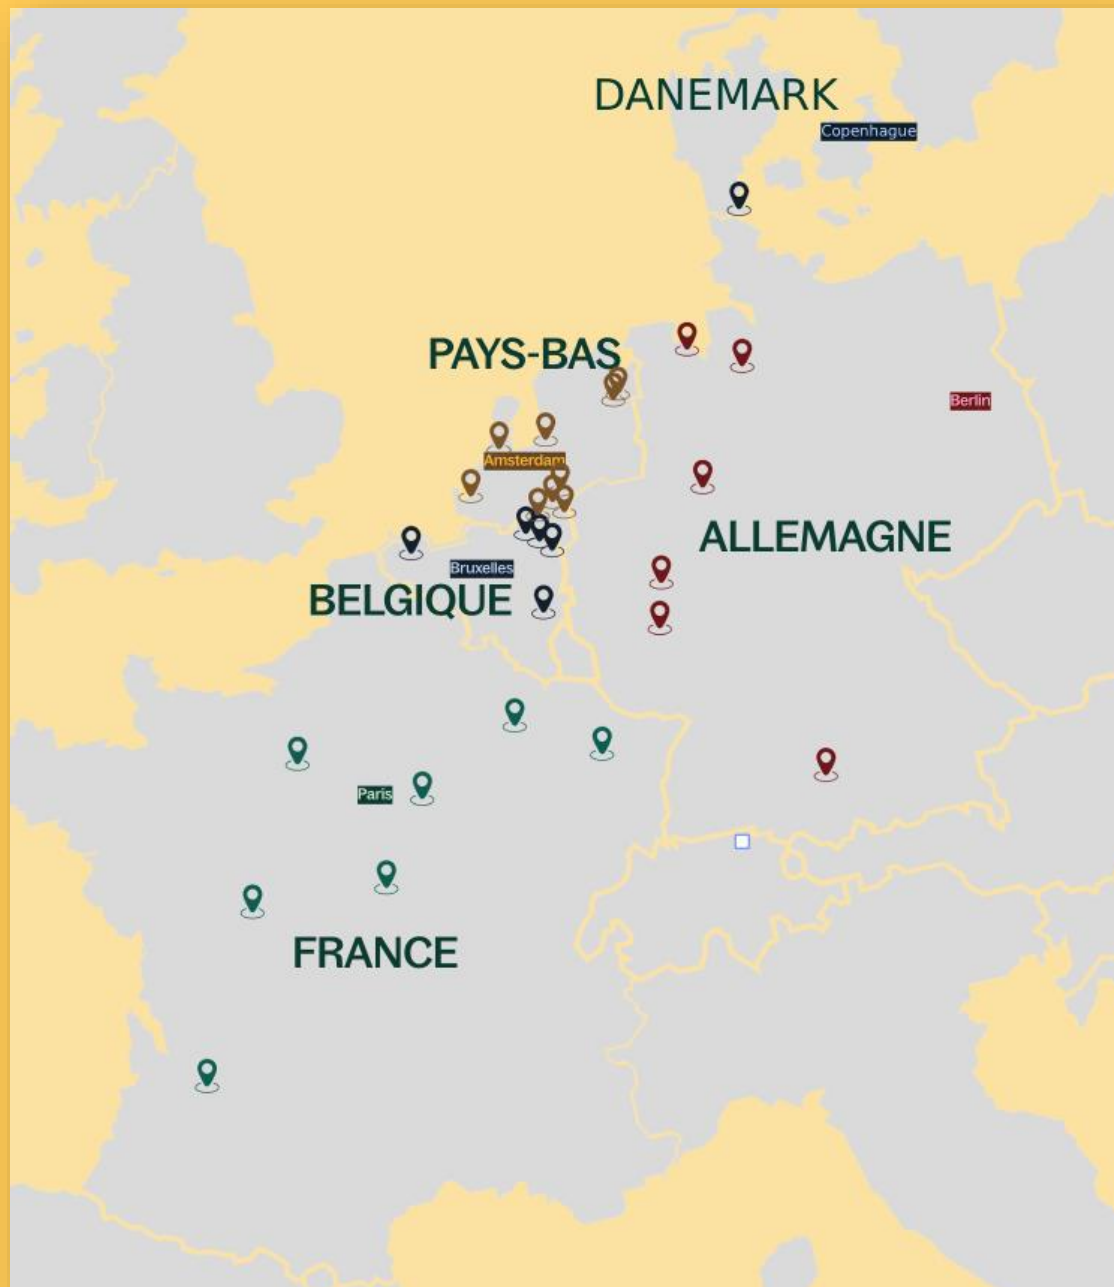 DANEMARK
Copenhague
PAYS-BAS
Berlin
Amsterdam
ALLEMAGNE
Bruxelles
BELGIQUE
Paris
FRANCE